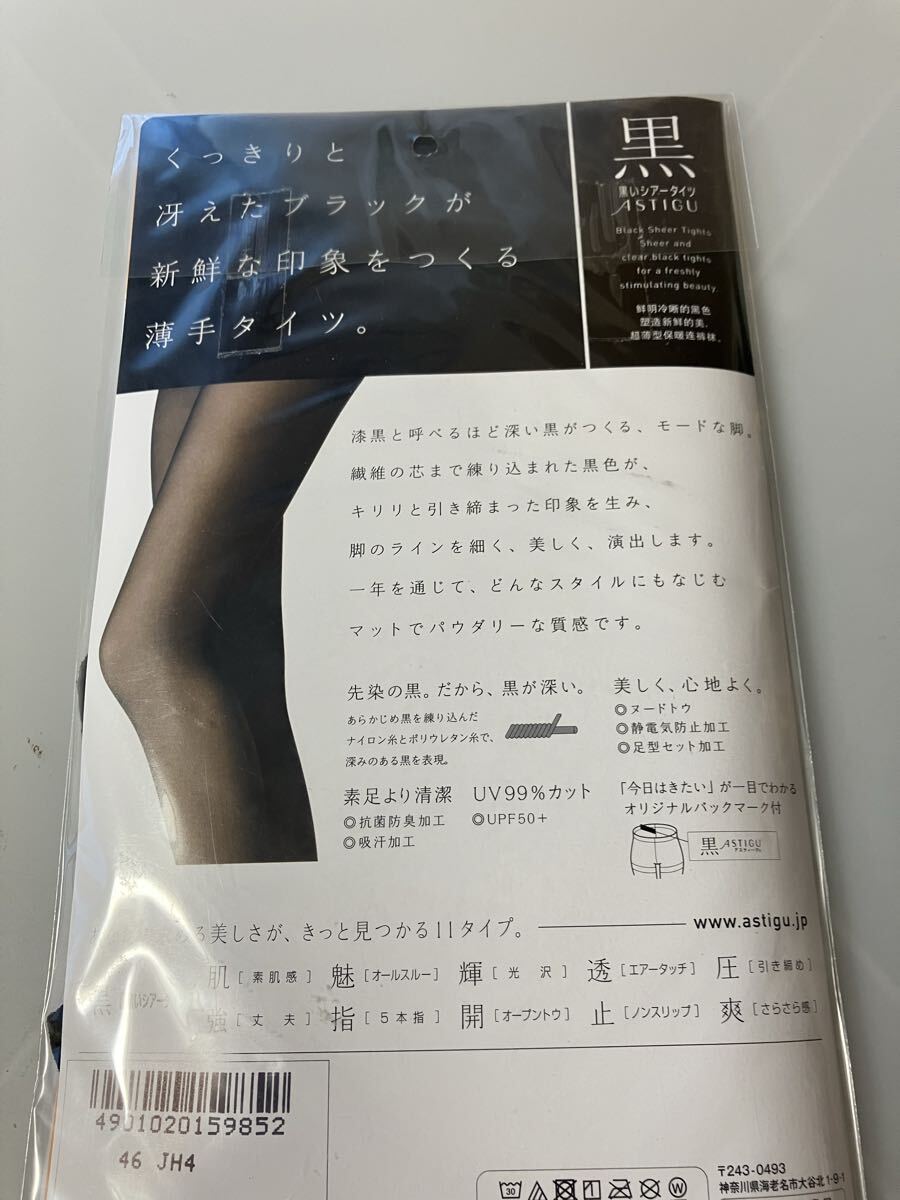 くっきりと
冴えたブラックが
新鮮な印象をつくる
薄手タイツ。
黒
黒いシアータイツ
ASTIGU
Black Sheer Tights
Sheer and
clear black tights
for a freshly
stimulating beauty.
鲜明冷晰的黑色
塑造新鲜的美.
超薄型保暖连裤袜。
漆黒と呼べるほど深い黒がつくる、モードな脚。
繊維の芯まで練り込まれた黒色が、
キリリと引き締まった印象を生み、
脚のラインを細く、美しく、演出します。
一年を通じて、どんなスタイルにもなじむ
マットでパウダリーな質感です。
先染の黒。だから、黒が深い。
あらかじめ黒を練り込んだ
ナイロン糸とポリウレタン糸で、
深みのある黒を表現。
美しく、心地よく。
◎ヌードトウ
◎静電気防止加工
◎足型セット加工
素足より清潔
◎抗菌防臭加工
◎吸汗加工
UV99%カット
◎UPF50+
「今日はきたい」が一目でわかる
オリジナルバックマーク付
黒 ASTIGU
アスティーグ
る美しさが、きっと見つかる11タイプ。
www.astigu.jp
肌[素肌感] 魅[オールスルー] 輝[光沢] 透[エアータッチ] 圧[引き締め]
黒 いシアー
強[丈夫] 指[5本指] 開[オープントウ] 止[ノンスリップ] 爽[さらさら感]
4901020159852
46 JH4
30
W
〒243-0493
神奈川県海老名市大谷北1-9-1